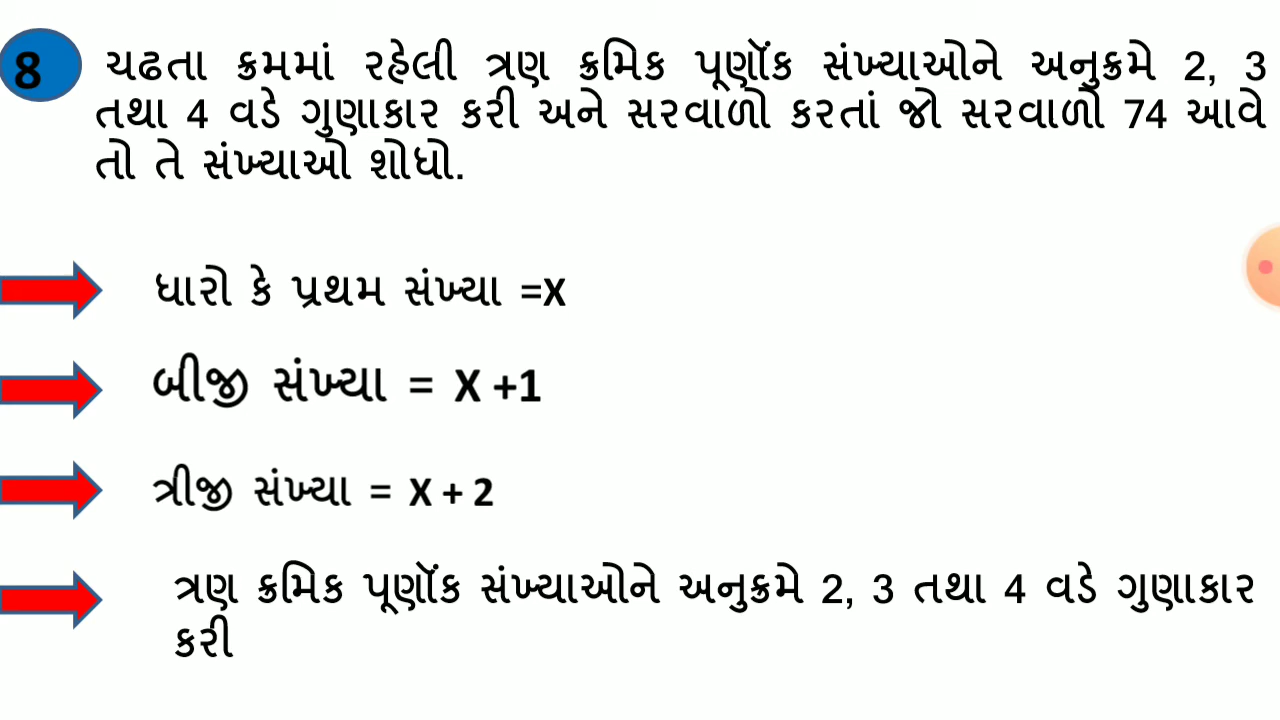 8 ચઢતા ક્રમમાં રહેલી ત્રણ ક્રમિક પૂર્ણાંક સંખ્યાઓને અનુક્રમે 2, 3
તથા 4 વડે ગુણાકાર કરી અને સરવાળો કરતાં જો સરવાળો 74 આવે
તો તે સંખ્યાઓ શોધો.
ધારો કે પ્રથમ સંખ્યા =X
બીજી સંખ્યા = X +1
ત્રીજી સંખ્યા = X + 2
ત્રણ ક્રમિક પૂર્ણાંક સંખ્યાઓને અનુક્રમે 2, 3 તથા 4 વડે ગુણાકાર
કરી